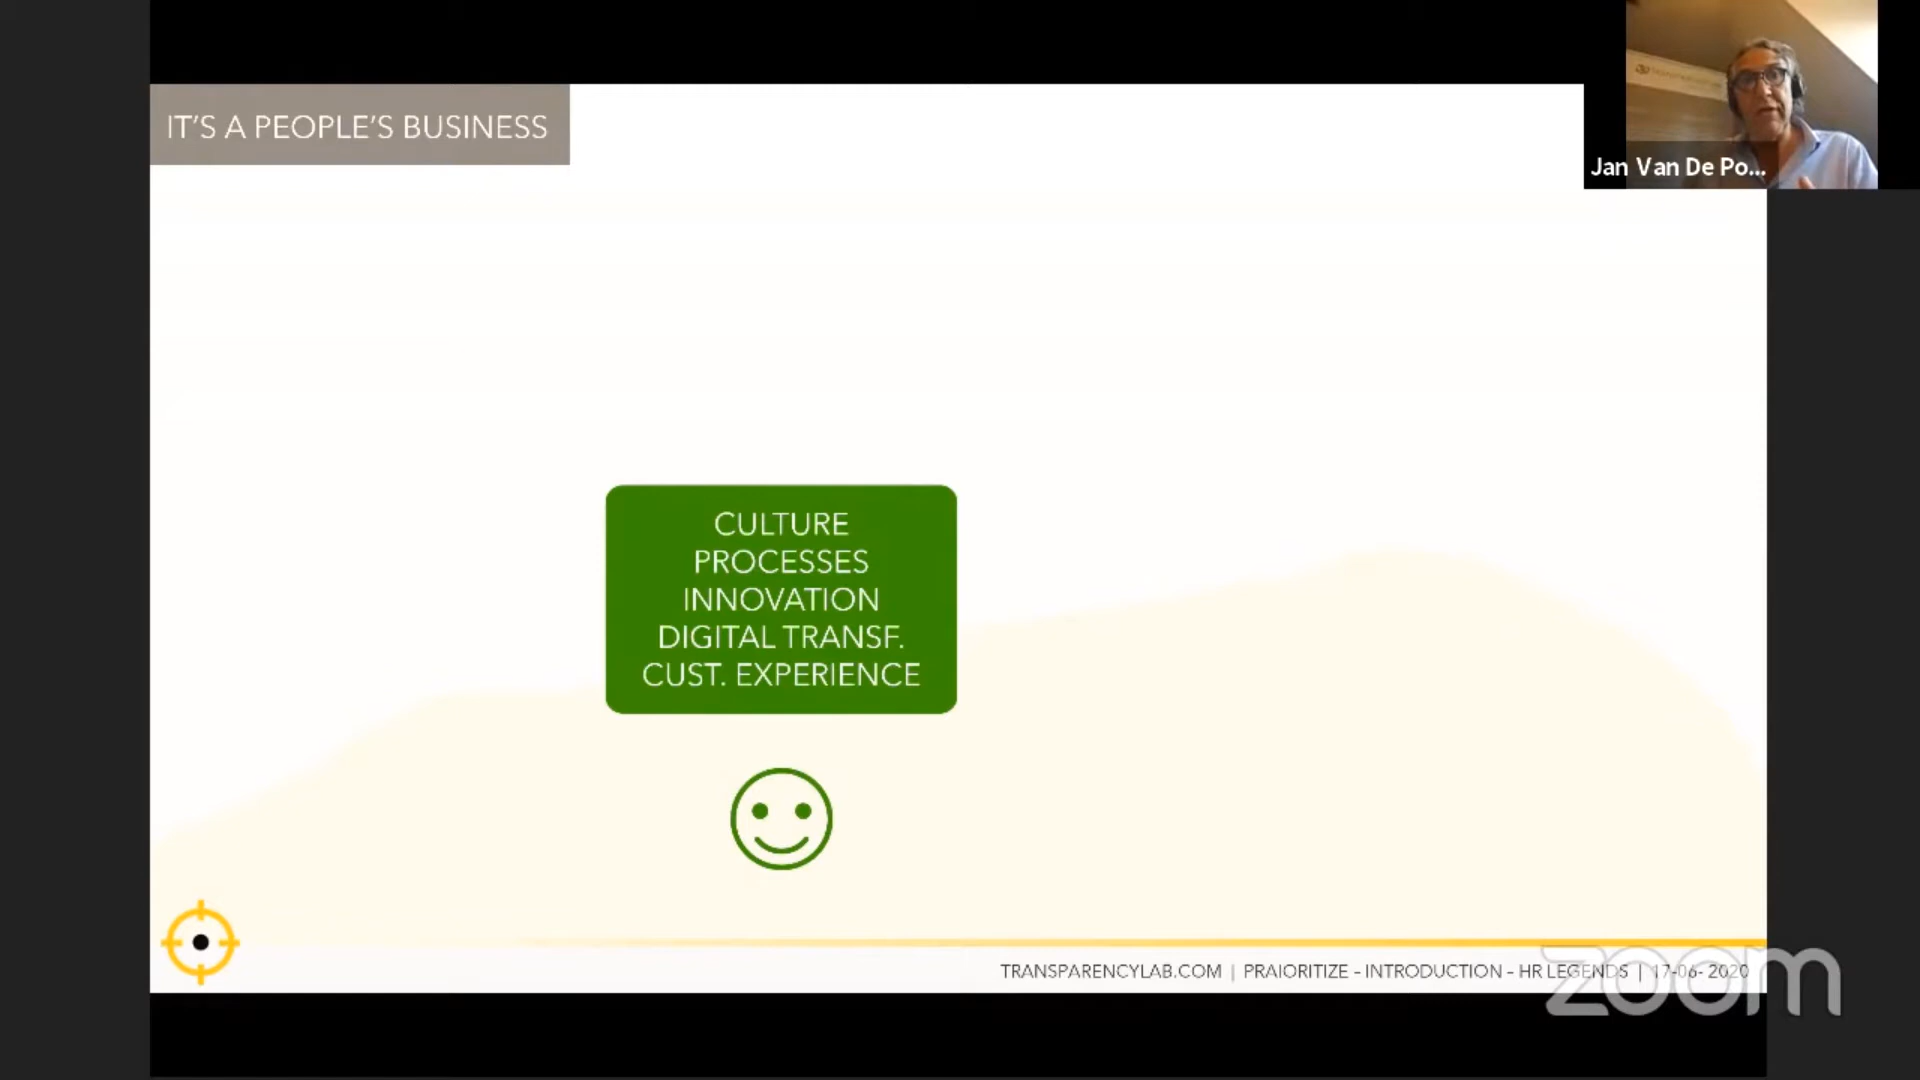 IT'S A PEOPLE'S BUSINESS
Jan Van De Po...
CULTURE
PROCESSES
INNOVATION
DIGITAL TRANSF.
CUST. EXPERIENCE
TRANSPARENCYLAB.COM | PRAIORITIZE - INTRODUCTION - HR LEGENDS | 17-06- 2020
zoom